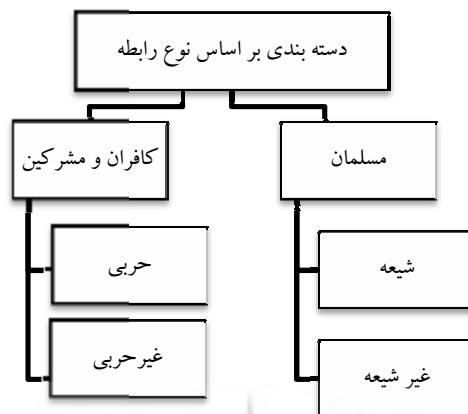 دسته بندی بر اساس نوع رابطه
مسلمان
شیعه
غیر شیعه
کافران و مشرکین
حربی
غیرحربی